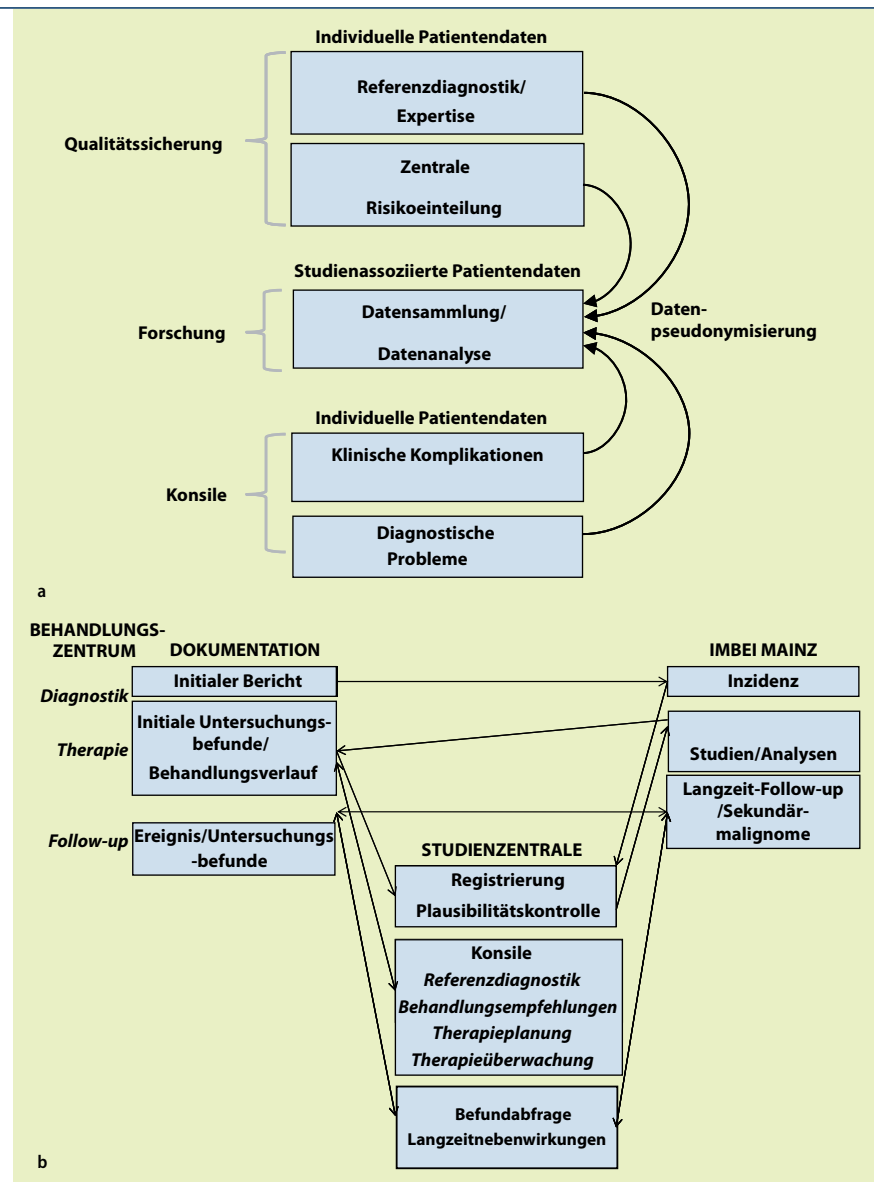 Individuelle Patientendaten
Referenzdiagnostik/
Expertise
Qualitätssicherung
Zentrale
Risikoeinteilung
Studienassoziierte Patientendaten
Datensammlung/
Datenanalyse
Forschung
Daten-
pseudonymisierung
Individuelle Patientendaten
Klinische Komplikationen
Konsile
Diagnostische
Probleme
a
BEHANDLUNGS-
ZENTRUM
DOKUMENTATION
IMBEI MAINZ
Diagnostik
Initialer Bericht
Inzidenz
Therapie
Initiale Untersuchungs-
befunde/
Behandlungsverlauf
Studien/Analysen
Langzeit-Follow-up
/Sekundär-
malignome
Follow-up
Ereignis/Untersuchungs
-befunde
STUDIENZENTRALE
Registrierung
Plausibilitätskontrolle
Konsile
Referenzdiagnostik
Behandlungsempfehlungen
Therapieplanung
Therapieüberwachung
Befundabfrage
Langzeitnebenwirkungen
b